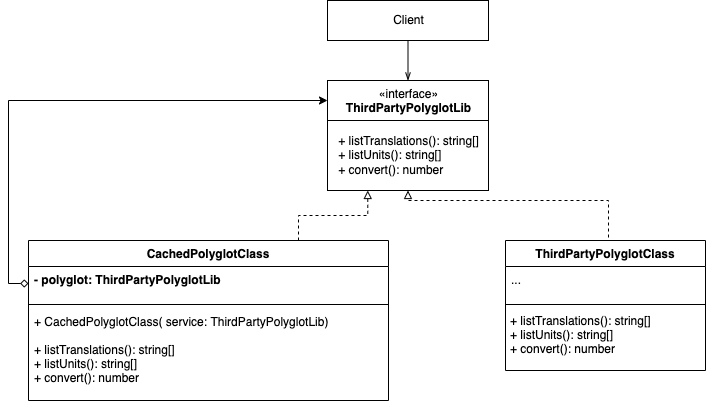 Client
«interface»
ThirdPartyPolyglotLib
+ listTranslations(): string[]
+ listUnits(): string[]
+ convert(): number
CachedPolyglotClass
- polyglot: ThirdPartyPolyglotLib
+ CachedPolyglotClass( service: ThirdPartyPolyglotLib)
+ listTranslations(): string[]
+ listUnits(): string[]
+ convert(): number
ThirdPartyPolyglotClass
...
+ listTranslations(): string[]
+ listUnits(): string[]
+ convert(): number